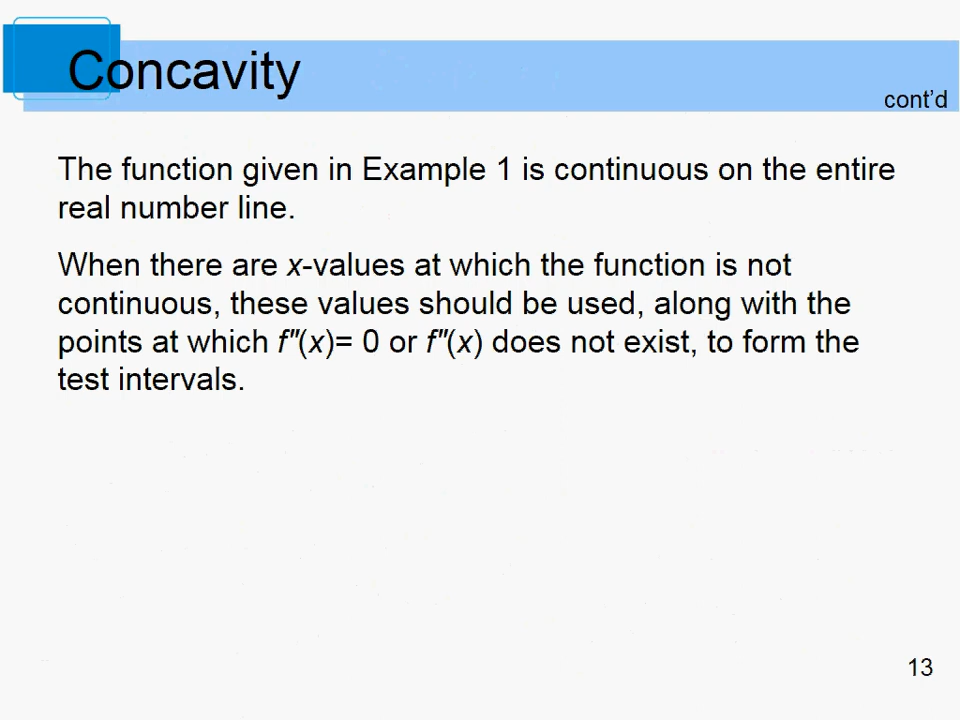 Concavity
cont’d
The function given in Example 1 is continuous on the entire
real number line.
When there are x-values at which the function is not
continuous, these values should be used, along with the
points at which f"(x)= 0 or f"(x) does not exist, to form the
test intervals.
13